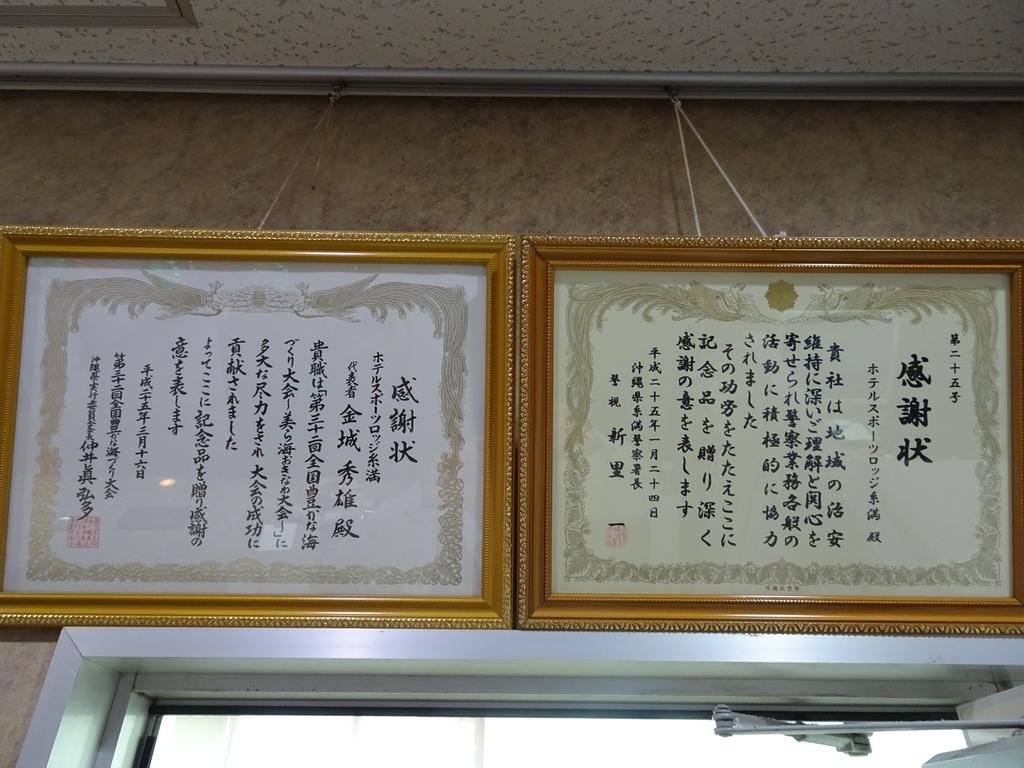 感謝状
ホテルスポーツロッジ糸満
代表者 金城 秀雄 殿
貴職は「第三十二回全国豊かな海
づくり大会〜美ら海おきなわ大会〜」に
多大な尽力をされ 大会の成功に
貢献されました
よってここに記念品を贈り感謝の
意を表します
平成二十五年三月十六日
第三十二回全国豊かな海づくり大会
沖縄県実行委員会会長 仲井眞 弘多
第二十五号
感謝状
ホテルスポーツロッジ糸満 殿
貴社は地域の治安
維持に深いご理解と関心を
寄せられ警察業務各般の
活動に積極的に協力
されました
その功労をたたえここに
記念品を贈り深く
感謝の意を表します
平成二十五年一月二十四日
沖縄県糸満警察署長
警視 新里 一